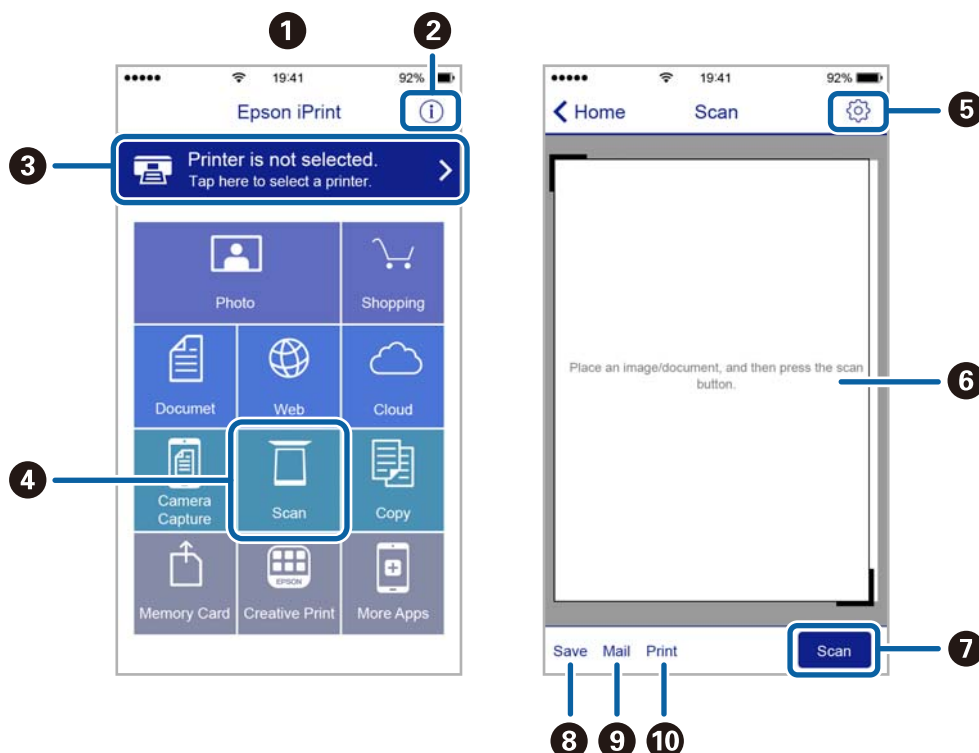 1
2
19:41
92%
Epson iPrint
i
3
Printer is not selected.
Tap here to select a printer.
Photo
Shopping
Documet
Web
Cloud
4
Camera
Capture
Scan
Copy
EPSON
Memory Card
Creative Print
More Apps
19:41
92%
Home
Scan
5
Place an image/document, and then press the scan
button.
6
Save
Mail
Print
Scan
7
8
9
10